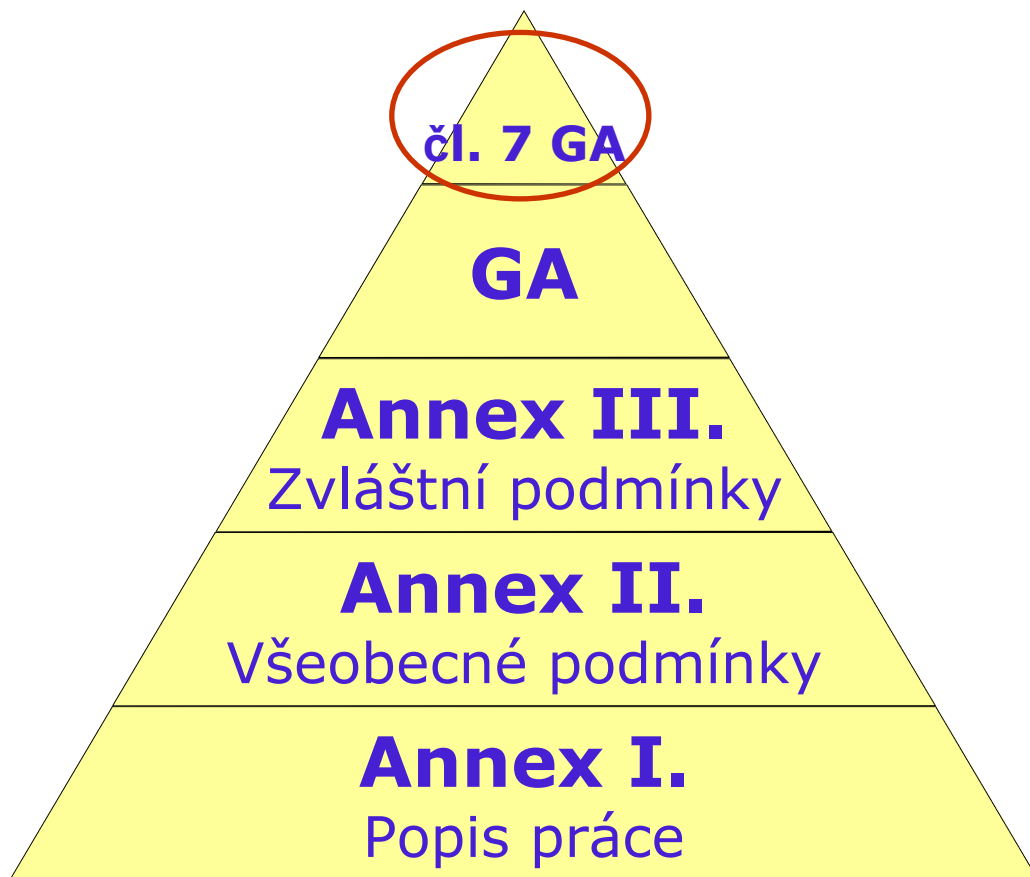 čl. 7 GA
GA
Annex III.
Zvláštní podmínky
Annex II.
Všeobecné podmínky
Annex I.
Popis práce